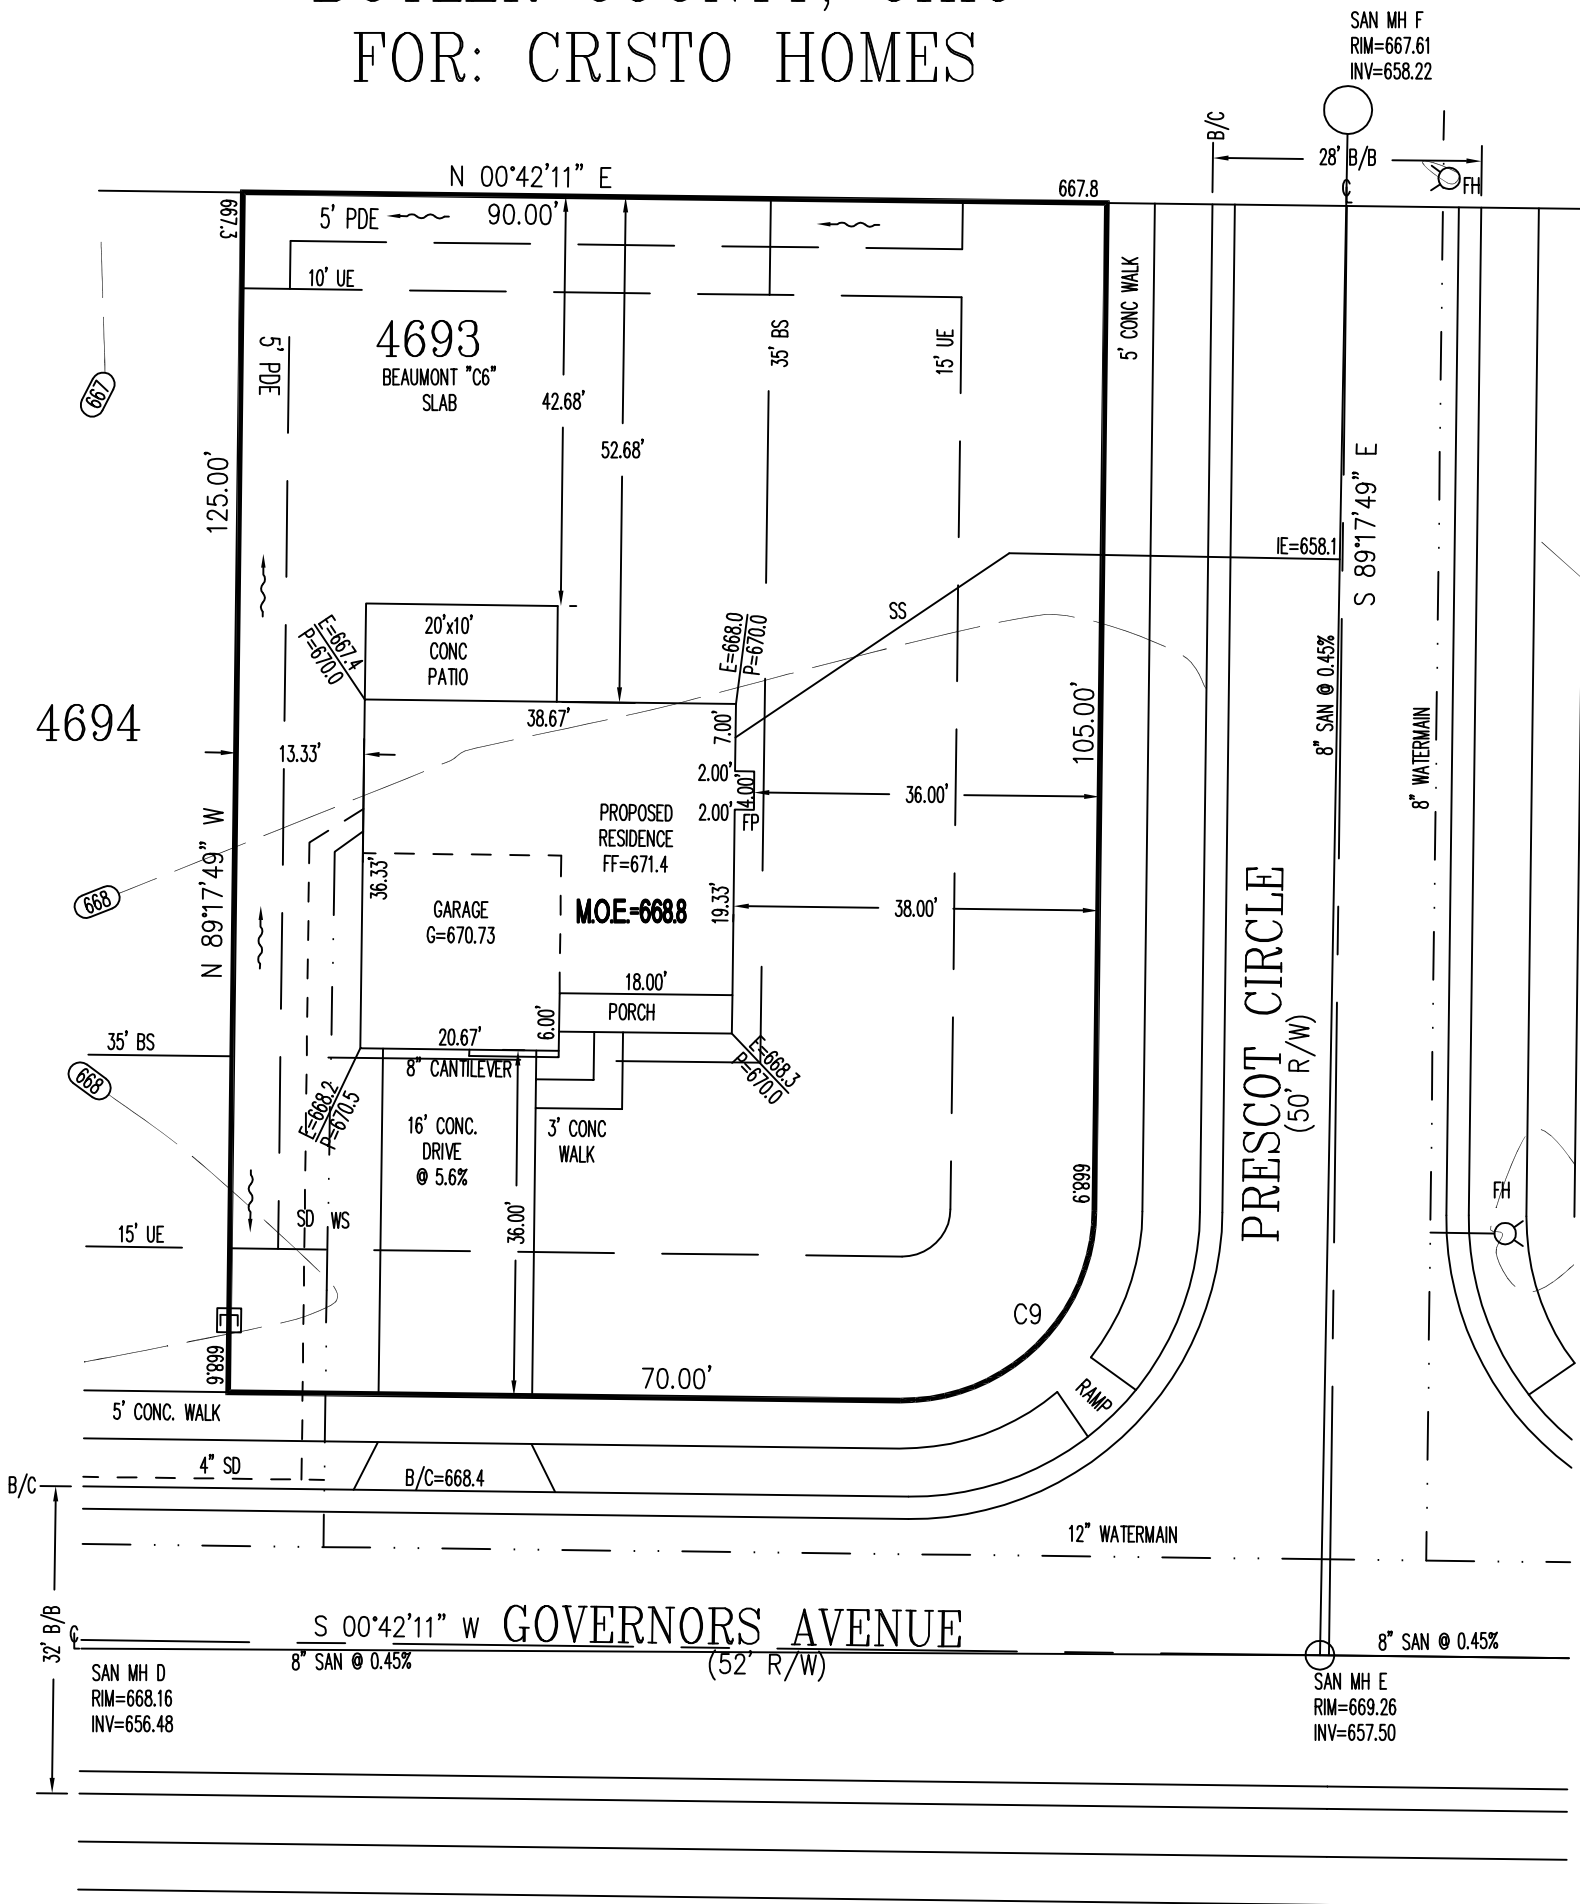 BUTLER COUNTY, OHIO
FOR: CRISTO HOMES
SAN MH F
RIM=667.61
INV=658.22
B/C
28' B/B
℄
FH
N 00°42'11" E
667.8
667.3
5' PDE
90.00'
10' UE
4693
BEAUMONT "C6"
SLAB
5' PDE
35' BS
15' UE
5' CONC WALK
42.68'
52.68'
667
125.00'
S 89°17'49" E
IE=658.1
20'x10'
CONC
PATIO
E=667.4
P=670.0
E=668.0
P=670.0
SS
8" SAN @ 0.45%
8" WATERMAIN
4694
13.33'
38.67'
7.00'
2.00'
4.00'
2.00'
FP
36.00'
105.00'
PROPOSED
RESIDENCE
FF=671.4
M.O.E.=668.8
36.33'
GARAGE
G=670.73
19.33'
38.00'
N 89°17'49" W
668
18.00'
PORCH
6.00'
20.67'
8" CANTILEVER
35' BS
668
E=668.3
P=670.0
E=668.2
P=670.5
16' CONC.
DRIVE
@ 5.6%
3' CONC
WALK
PRESCOT CIRCLE
(50' R/W)
668.9
FH
15' UE
SD WS
36.00'
C9
668.6
70.00'
RAMP
5' CONC. WALK
4" SD
B/C=668.4
B/C
12" WATERMAIN
32' B/B
℄
S 00°42'11" W GOVERNORS AVENUE
(52' R/W)
8" SAN @ 0.45%
8" SAN @ 0.45%
SAN MH D
RIM=668.16
INV=656.48
SAN MH E
RIM=669.26
INV=657.50